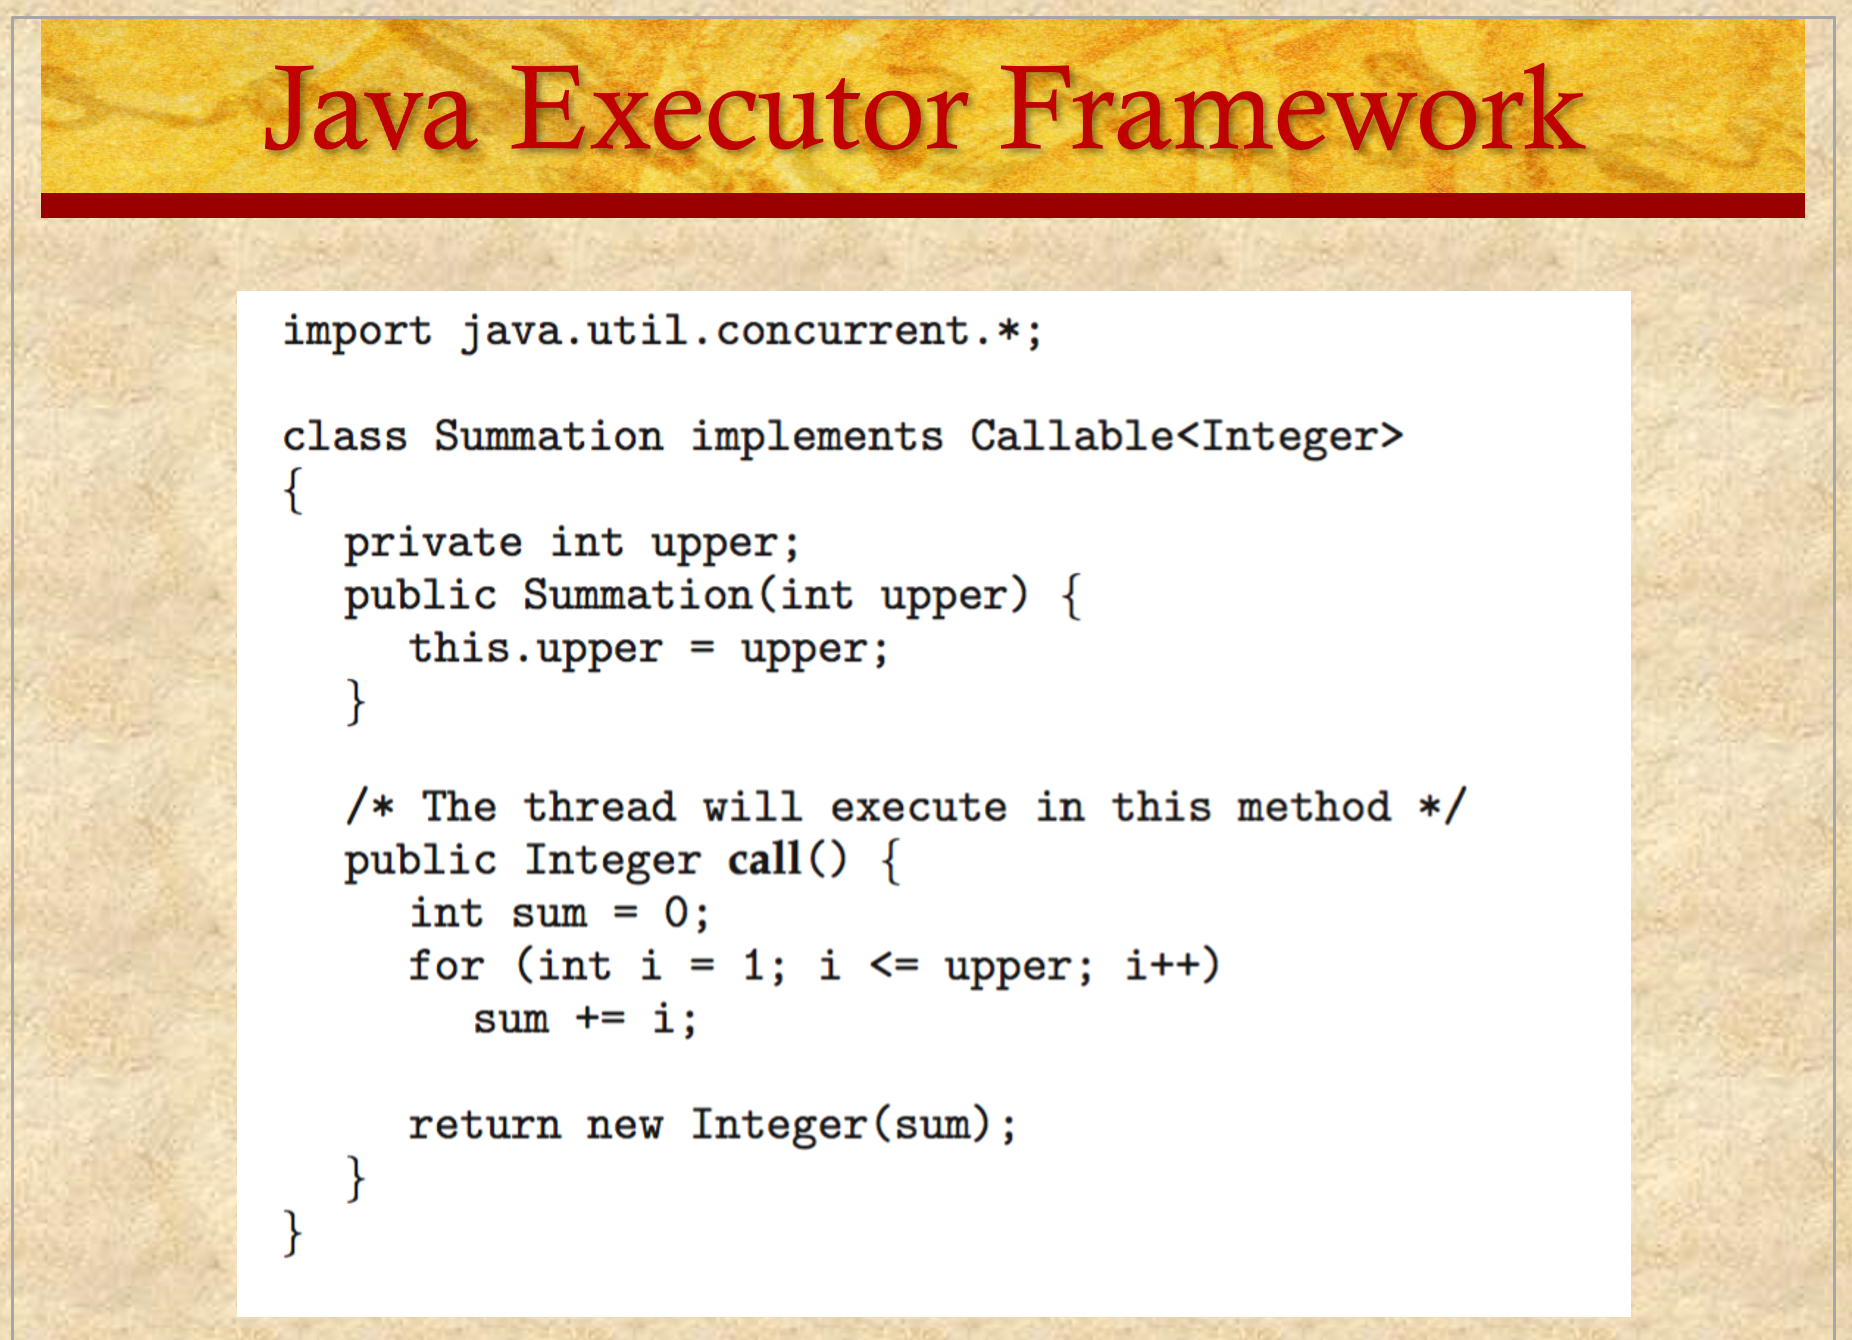 Java Executor Framework
import java.util.concurrent.*;
class Summation implements Callable<Integer>
{
private int upper;
public Summation(int upper) {
this.upper = upper;
}
/* The thread will execute in this method */
public Integer call() {
int sum = 0;
for (int i = 1; i <= upper; i++)
sum += i;
return new Integer(sum);
}
}